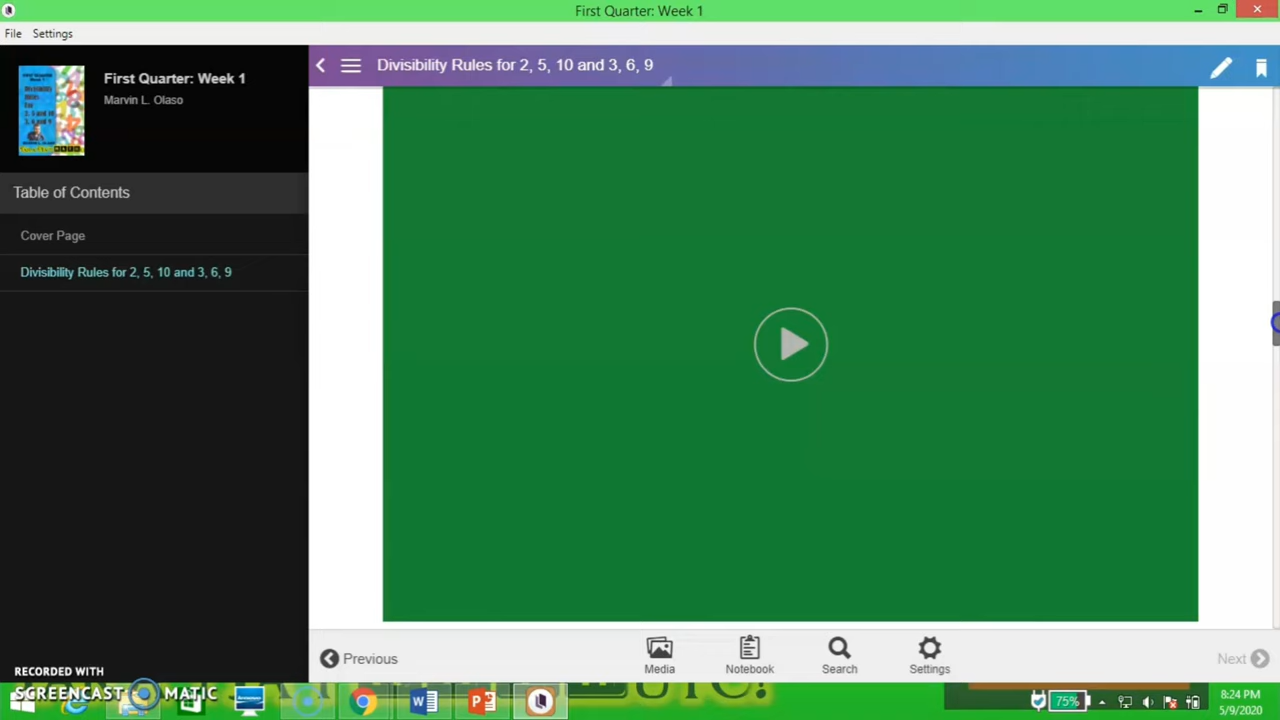 First Quarter: Week 1
File Settings
First Quarter: Week 1
Marvin L. Olaso
Divisibility Rules for 2, 5, 10 and 3, 6, 9
Table of Contents
Cover Page
Divisibility Rules for 2, 5, 10 and 3, 6, 9
Previous
Media
Notebook
Search
Settings
Next
RECORDED WITH
SCREENCAST MATIC
75%
8:24 PM
5/9/2020